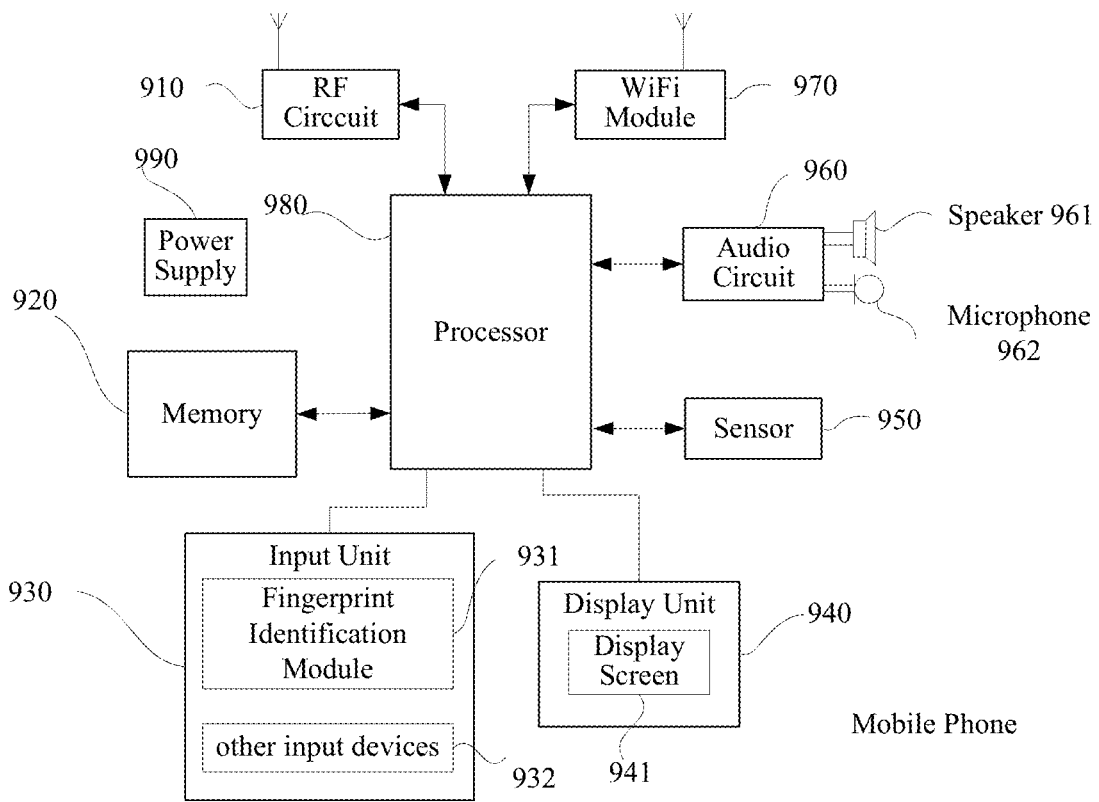 910
RF
Circcuit
WiFi
Module
970
990
980
960
Power
Supply
Audio
Circuit
Speaker 961
920
Processor
Microphone
962
Memory
Sensor
950
Input Unit
931
930
Fingerprint
Identification
Module
Display Unit
940
Display
Screen
other input devices
932
941
Mobile Phone